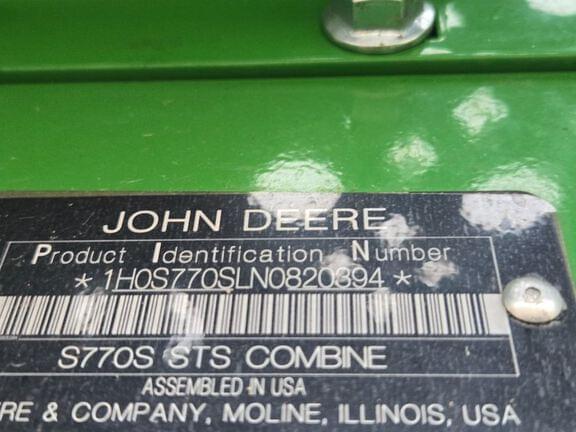 JOHN DEERE
Product Identification Number
* 1H0S770SLN0820394 *
S770S STS COMBINE
ASSEMBLED IN USA
ERE & COMPANY, MOLINE, ILLINOIS, USA